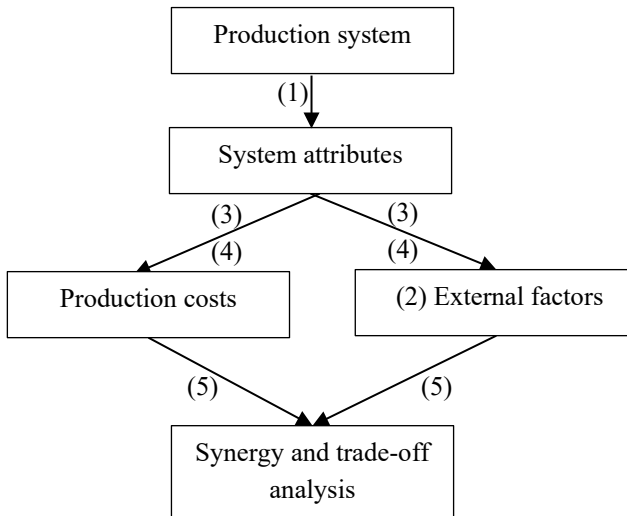 Production system
(1)
System attributes
(3)
(3)
(4)
(4)
Production costs
(2) External factors
(5)
(5)
Synergy and trade-off
analysis